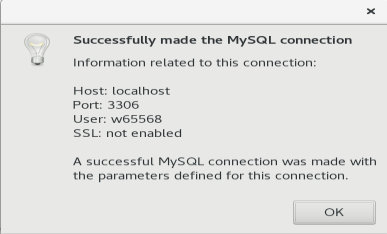 Successfully made the MySQL connection
Information related to this connection:
Host: localhost
Port: 3306
User: w65568
SSL: not enabled
A successful MySQL connection was made with
the parameters defined for this connection.
OK